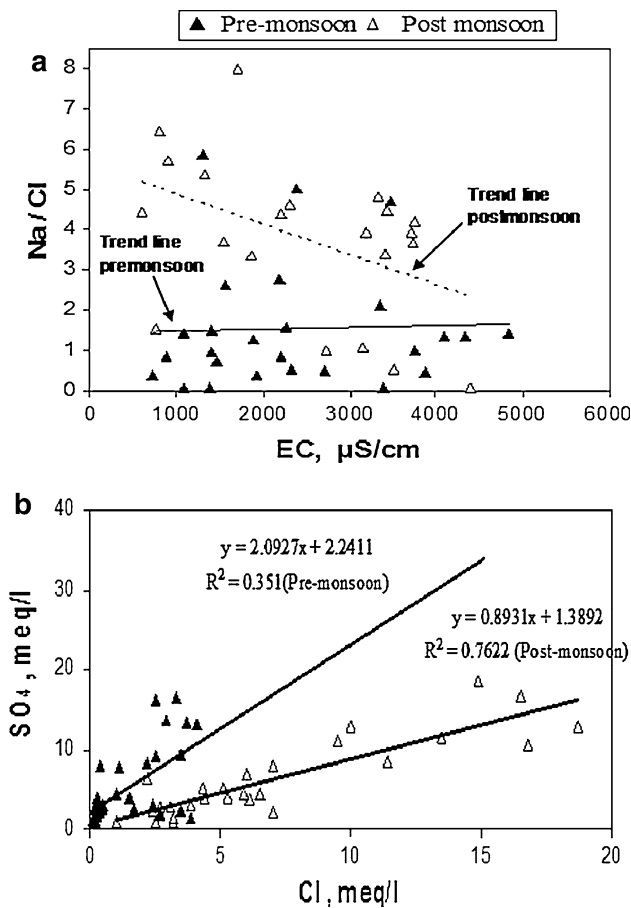 Pre-monsoon Post monsoon
a
8
7
6
5
4
3
2
1
0
Na/Cl
Trend line
premonsoon
Trend line
postmonsoon
0 1000 2000 3000 4000 5000 6000
EC, µS/cm
b
40
30
20
10
0
SO4, meq/l
y = 2.0927x + 2.2411
R2 = 0.351(Pre-monsoon)
y = 0.8931x + 1.3892
R2 = 0.7622 (Post-monsoon)
0 5 10 15 20
Cl, meq/l